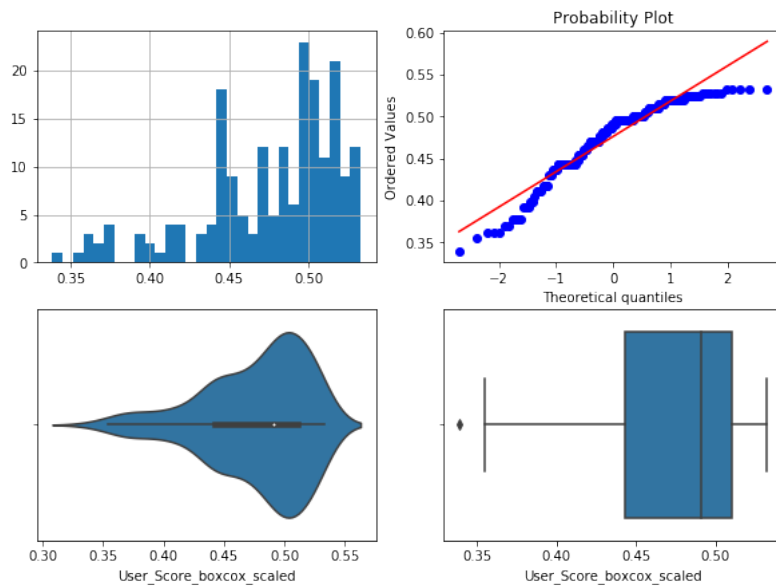 Probability Plot
20
15
10
5
0
0.35 0.40 0.45 0.50
Ordered Values
0.60
0.55
0.50
0.45
0.40
0.35
−2 −1 0 1 2
Theoretical quantiles
0.30 0.35 0.40 0.45 0.50 0.55
User_Score_boxcox_scaled
0.35 0.40 0.45 0.50
User_Score_boxcox_scaled